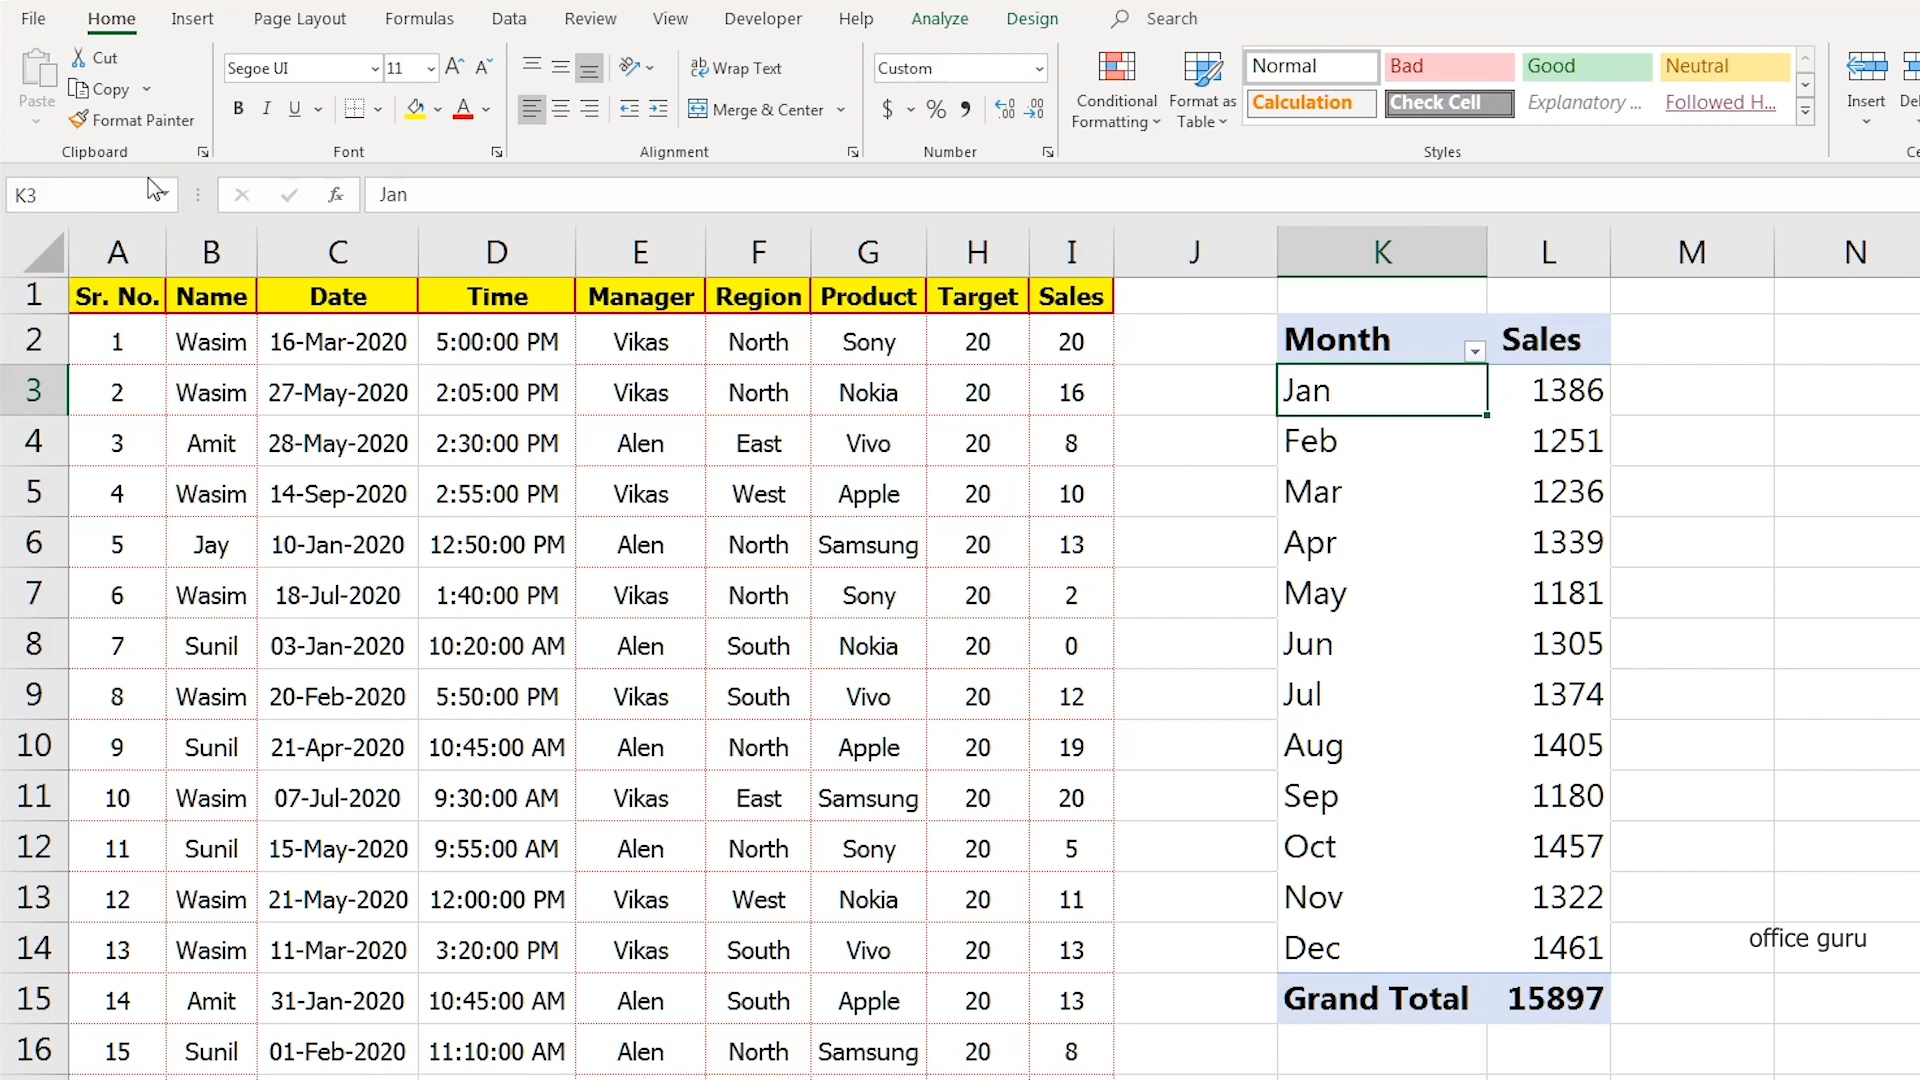 File Home Insert Page Layout Formulas Data Review View Developer Help Analyze Design Search
Paste Cut Segoe UI 11 Wrap Text Custom Conditional Formatting Format as Table Normal Bad Good Neutral Insert
Copy B I U Merge & Center $ % Calculation Check Cell Explanatory ... Followed H...
Format Painter
Clipboard Font Alignment Number Styles
K3 fx Jan
A B C D E F G H I J K L M N
1 Sr. No. Name Date Time Manager Region Product Target Sales
2 1 Wasim 16-Mar-2020 5:00:00 PM Vikas North Sony 20 20 Month Sales
3 2 Wasim 27-May-2020 2:05:00 PM Vikas North Nokia 20 16 Jan 1386
4 3 Amit 28-May-2020 2:30:00 PM Alen East Vivo 20 8 Feb 1251
5 4 Wasim 14-Sep-2020 2:55:00 PM Vikas West Apple 20 10 Mar 1236
6 5 Jay 10-Jan-2020 12:50:00 PM Alen North Samsung 20 13 Apr 1339
7 6 Wasim 18-Jul-2020 1:40:00 PM Vikas North Sony 20 2 May 1181
8 7 Sunil 03-Jan-2020 10:20:00 AM Alen South Nokia 20 0 Jun 1305
9 8 Wasim 20-Feb-2020 5:50:00 PM Vikas South Vivo 20 12 Jul 1374
10 9 Sunil 21-Apr-2020 10:45:00 AM Alen North Apple 20 19 Aug 1405
11 10 Wasim 07-Jul-2020 9:30:00 AM Vikas East Samsung 20 20 Sep 1180
12 11 Sunil 15-May-2020 9:55:00 AM Alen North Sony 20 5 Oct 1457
13 12 Wasim 21-May-2020 12:00:00 PM Vikas West Nokia 20 11 Nov 1322
14 13 Wasim 11-Mar-2020 3:20:00 PM Vikas South Vivo 20 13 Dec 1461 office guru
15 14 Amit 31-Jan-2020 10:45:00 AM Alen South Apple 20 13 Grand Total 15897
16 15 Sunil 01-Feb-2020 11:10:00 AM Alen North Samsung 20 8